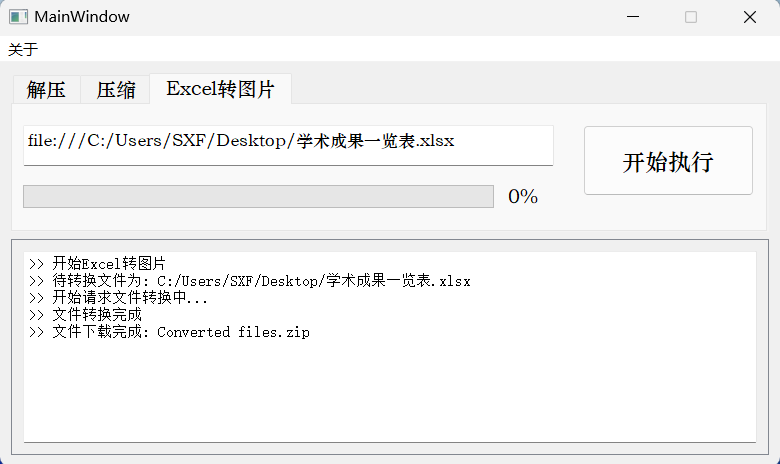 MainWindow
关于
解压 压缩 Excel转图片
file:///C:/Users/SXF/Desktop/学术成果一览表.xlsx
开始执行
0%
>> 开始Excel转图片
>> 待转换文件为: C:/Users/SXF/Desktop/学术成果一览表.xlsx
>> 开始请求文件转换中...
>> 文件转换完成
>> 文件下载完成: Converted files.zip